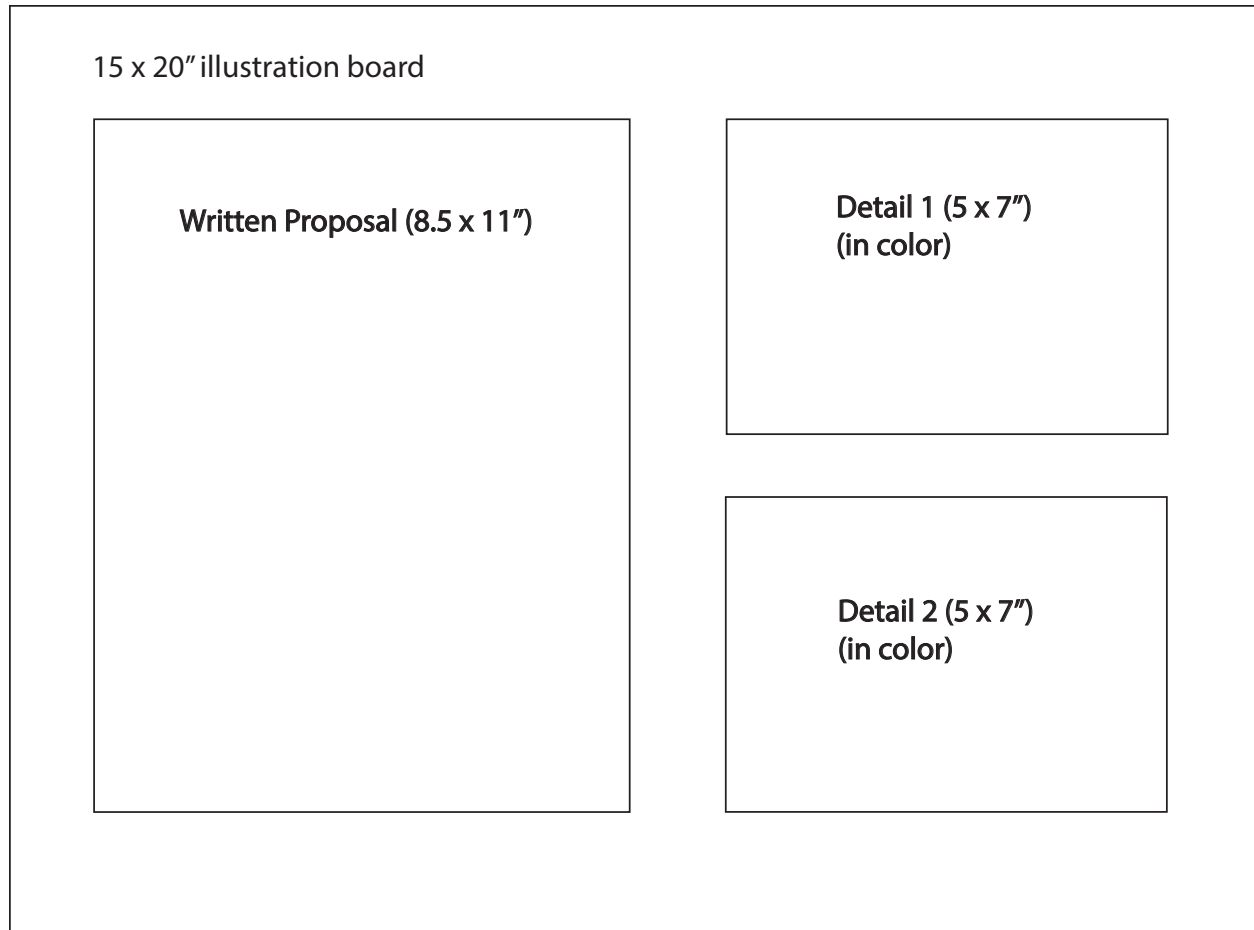 15 x 20” illustration board
Written Proposal (8.5 x 11”)
Detail 1 (5 x 7”)
(in color)
Detail 2 (5 x 7”)
(in color)